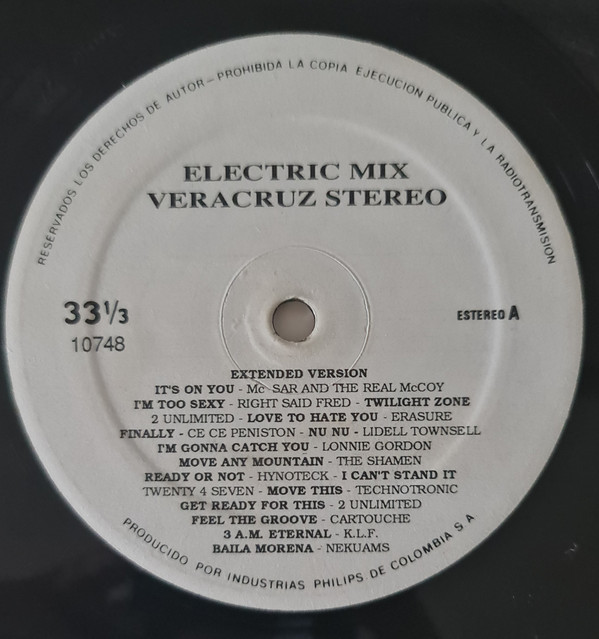 RESERVADOS LOS DERECHOS DE AUTOR - PROHIBIDA LA COPIA EJECUCION PUBLICA Y LA RADIOTRANSMISION
ELECTRIC MIX
VERACRUZ STEREO
33 1/3
10748
ESTEREO A
EXTENDED VERSION
IT'S ON YOU - Mc SAR AND THE REAL McCOY
I'M TOO SEXY - RIGHT SAID FRED - TWILIGHT ZONE
2 UNLIMITED - LOVE TO HATE YOU - ERASURE
FINALLY - CE CE PENISTON - NU NU - LIDELL TOWNSELL
I'M GONNA CATCH YOU - LONNIE GORDON
MOVE ANY MOUNTAIN - THE SHAMEN
READY OR NOT - HYNOTECK - I CAN'T STAND IT
TWENTY 4 SEVEN - MOVE THIS - TECHNOTRONIC
GET READY FOR THIS - 2 UNLIMITED
FEEL THE GROOVE - CARTOUCHE
3 A.M. ETERNAL - K.L.F.
BAILA MORENA - NEKUAMS
PRODUCIDO POR INDUSTRIAS PHILIPS DE COLOMBIA S A